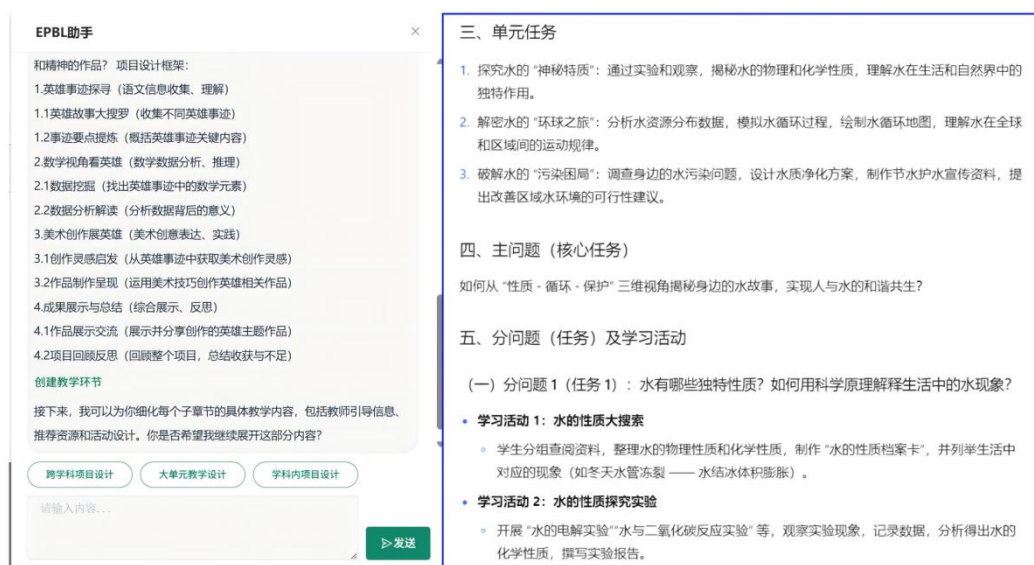 EPBL助手
×
和精神的作品? 项目设计框架:
1.英雄事迹探寻（语文信息收集、理解）
1.1英雄故事大搜罗（收集不同英雄事迹）
1.2事迹要点提炼（概括英雄事迹关键内容）
2.数学视角看英雄（数学数据分析、推理）
2.1数据挖掘（找出英雄事迹中的数学元素）
2.2数据分析解读（分析数据背后的意义）
3.美术创作展英雄（美术创意表达、实践）
3.1创作灵感启发（从英雄事迹中获取美术创作灵感）
3.2作品制作呈现（运用美术技巧创作英雄相关作品）
4.成果展示与总结（综合展示、反思）
4.1作品展示交流（展示并分享创作的英雄主题作品）
4.2项目回顾反思（回顾整个项目，总结收获与不足）
创建教学环节
接下来，我可以为你细化每个子章节的具体教学内容，包括教师引导信息、
推荐资源和活动设计。你是否希望我继续展开这部分内容?
跨学科项目设计
大单元教学设计
学科内项目设计
请输入内容...
发送
三、单元任务
1. 探究水的 “神秘特质”：通过实验和观察，揭秘水的物理和化学性质，理解水在生活和自然界中的
独特作用。
2. 解密水的 “环球之旅”：分析水资源分布数据，模拟水循环过程，绘制水循环地图，理解水在全球
和区域间的运动规律。
3. 破解水的 “污染困局”：调查身边的水污染问题，设计水质净化方案，制作节水护水宣传资料，提
出改善区域水环境的可行性建议。
四、主问题（核心任务）
如何从 “性质 - 循环 - 保护” 三维视角揭秘身边的水故事，实现人与水的和谐共生?
五、分问题（任务）及学习活动
（一）分问题 1（任务 1）：水有哪些独特性质? 如何用科学原理解释生活中的水现象?
• 学习活动 1：水的性质大搜索
学生分组查阅资料，整理水的物理性质和化学性质，制作 “水的性质档案卡”，并列举生活中
对应的现象（如冬天水管冻裂 —— 水结冰体积膨胀）。
• 学习活动 2：水的性质探究实验
开展 “水的电解实验”“水与二氧化碳反应实验” 等，观察实验现象，记录数据，分析得出水的
化学性质，撰写实验报告。